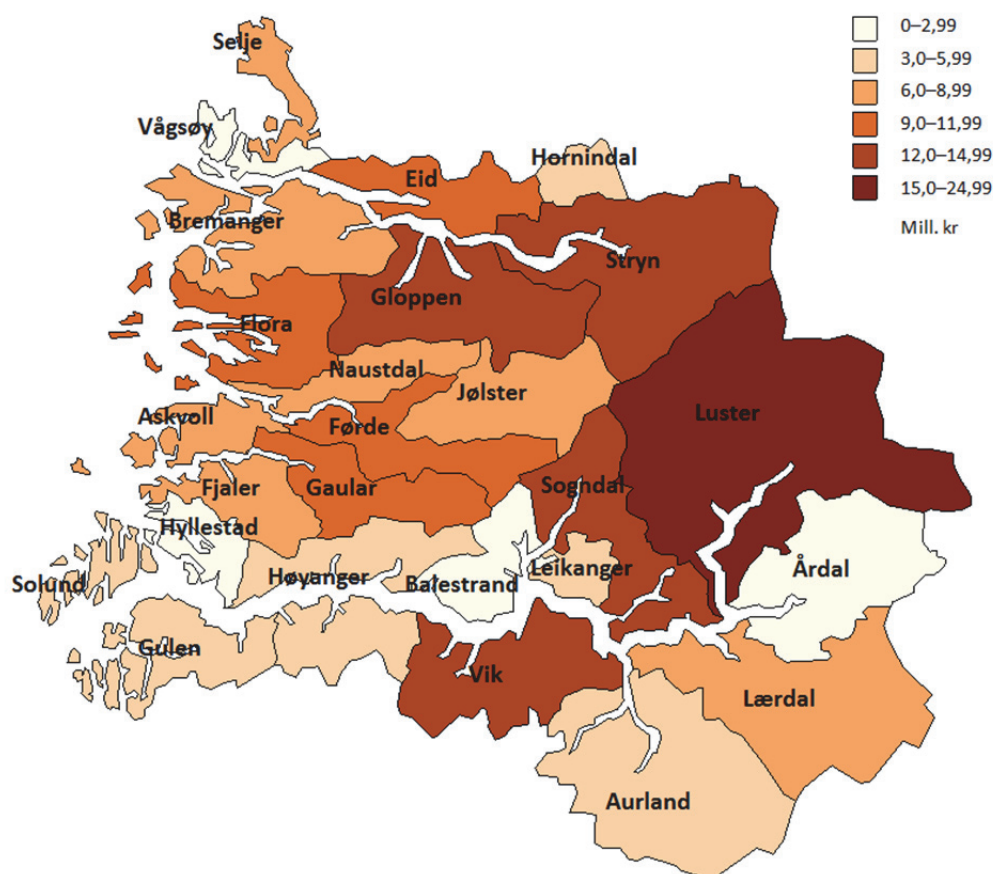 Selje
Vågsøy
Hornindal
Eid
Bremanger
Stryn
Gloppen
Flora
Naustdal
Jølster
Askvoll
Førde
Luster
Fjaler
Gaular
Sogndal
Hyllestad
Solund
Høyanger
Balestrand
Leikanger
Årdal
Gulen
Vik
Lærdal
Aurland
0–2,99
3,0–5,99
6,0–8,99
9,0–11,99
12,0–14,99
15,0–24,99
Mill. kr